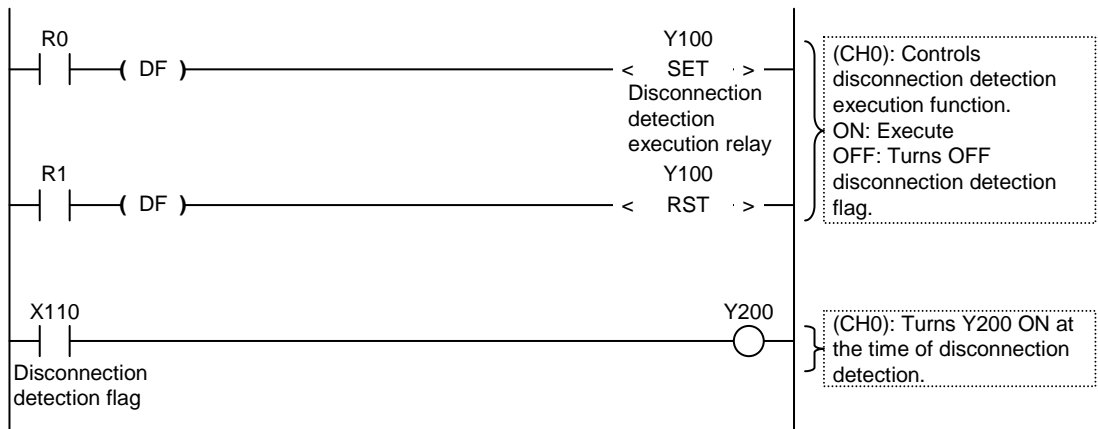 R0
( DF )
Y100
< SET >
Disconnection
detection
execution relay
(CH0): Controls
disconnection detection
execution function.
ON: Execute
OFF: Turns OFF
disconnection detection
flag.
R1
( DF )
Y100
< RST >
X110
Disconnection
detection flag
Y200
(CH0): Turns Y200 ON at
the time of disconnection
detection.